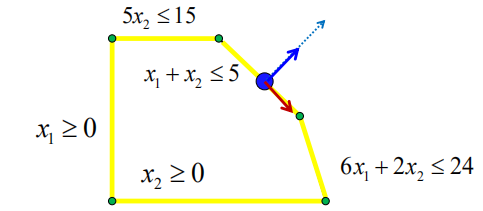 5x₂ ≤ 15
x₁ + x₂ ≤ 5
x₁ ≥ 0
x₂ ≥ 0
6x₁ + 2x₂ ≤ 24